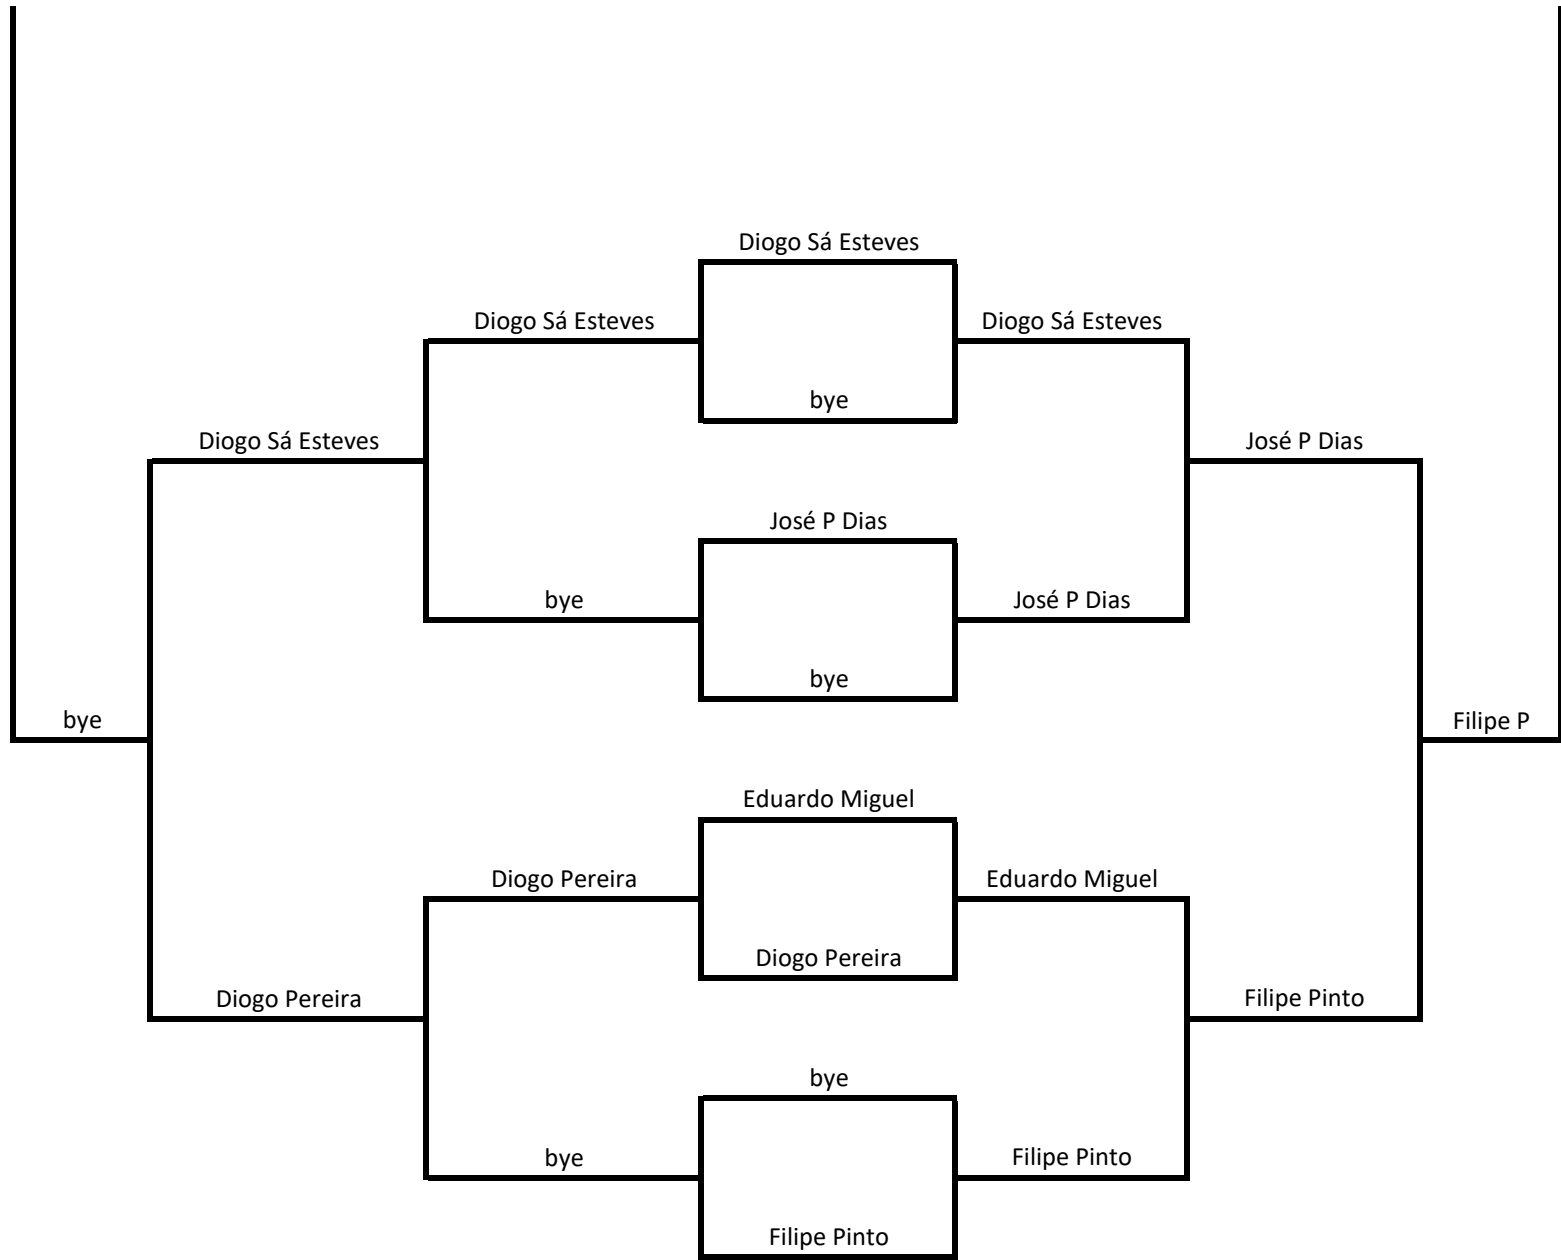 Diogo Sá Esteves
Diogo Sá Esteves
Diogo Sá Esteves
bye
Diogo Sá Esteves
José P Dias
José P Dias
bye
José P Dias
bye
bye
Filipe P
Eduardo Miguel
Diogo Pereira
Eduardo Miguel
Diogo Pereira
Diogo Pereira
Filipe Pinto
bye
bye
Filipe Pinto
Filipe Pinto